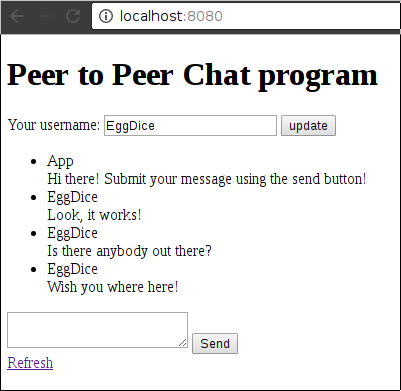 localhost:8080
Peer to Peer Chat program
Your username: EggDice update
App
Hi there! Submit your message using the send button!
EggDice
Look, it works!
EggDice
Is there anybody out there?
EggDice
Wish you where here!
Send
Refresh